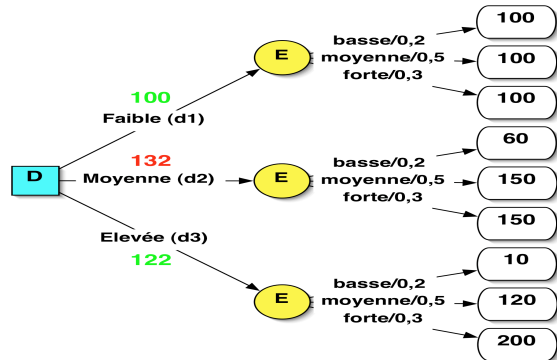 100
Faible (d1)
E
basse/0,2
moyenne/0,5
forte/0,3
100
100
100
D
132
Moyenne (d2)
E
basse/0,2
moyenne/0,5
forte/0,3
60
150
150
Elevée (d3)
122
E
basse/0,2
moyenne/0,5
forte/0,3
10
120
200